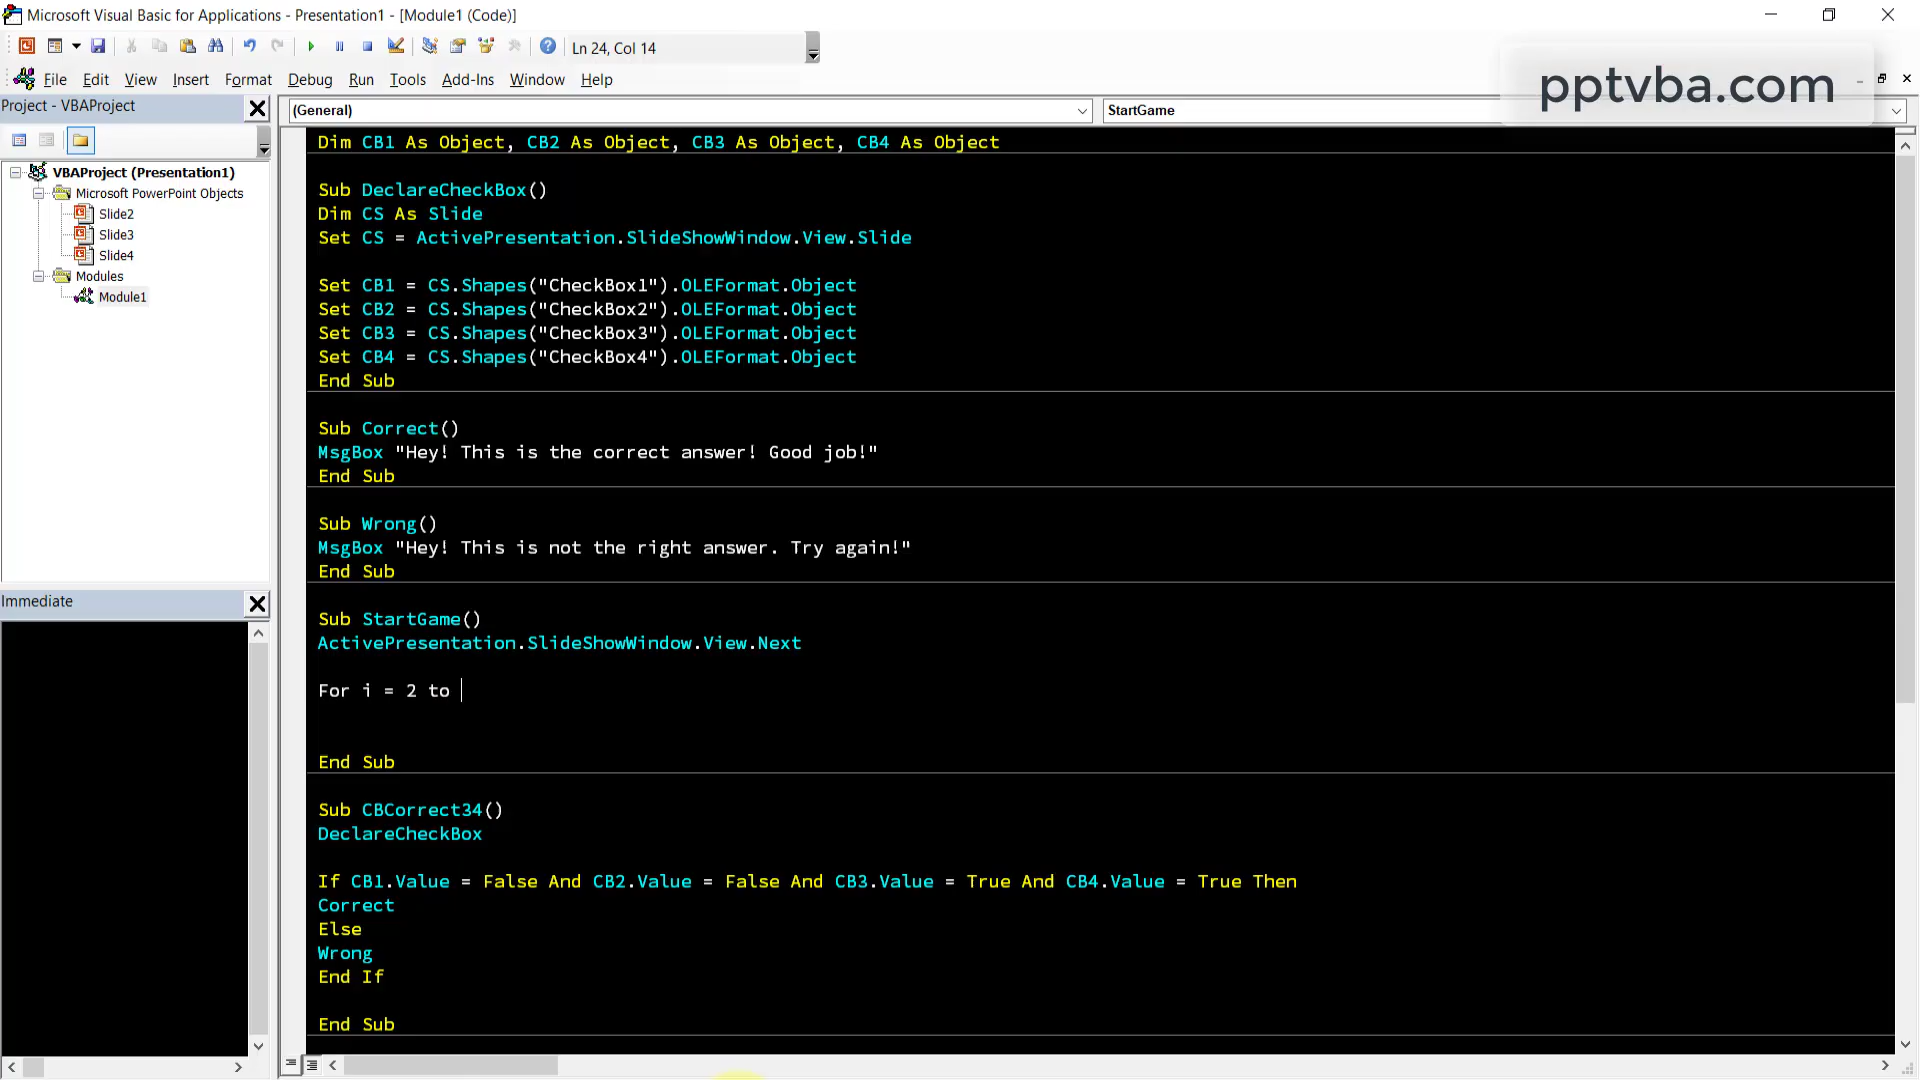 Microsoft Visual Basic for Applications - Presentation1 - [Module1 (Code)]
Ln 24, Col 14
File Edit View Insert Format Debug Run Tools Add-Ins Window Help
pptvba.com
Project - VBAProject
(General)
StartGame
VBAProject (Presentation1)
Microsoft PowerPoint Objects
Slide2
Slide3
Slide4
Modules
Module1
Immediate
Dim CB1 As Object, CB2 As Object, CB3 As Object, CB4 As Object
Sub DeclareCheckBox()
Dim CS As Slide
Set CS = ActivePresentation.SlideShowWindow.View.Slide
Set CB1 = CS.Shapes("CheckBox1").OLEFormat.Object
Set CB2 = CS.Shapes("CheckBox2").OLEFormat.Object
Set CB3 = CS.Shapes("CheckBox3").OLEFormat.Object
Set CB4 = CS.Shapes("CheckBox4").OLEFormat.Object
End Sub
Sub Correct()
MsgBox "Hey! This is the correct answer! Good job!"
End Sub
Sub Wrong()
MsgBox "Hey! This is not the right answer. Try again!"
End Sub
Sub StartGame()
ActivePresentation.SlideShowWindow.View.Next
For i = 2 to
End Sub
Sub CBCorrect34()
DeclareCheckBox
If CB1.Value = False And CB2.Value = False And CB3.Value = True And CB4.Value = True Then
Correct
Else
Wrong
End If
End Sub